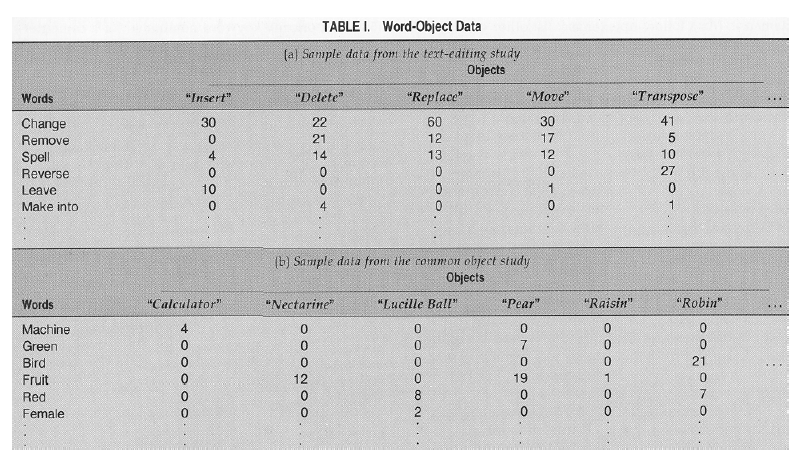 TABLE I. Word-Object Data
(a) Sample data from the text-editing study
Objects
Words "Insert" "Delete" "Replace" "Move" "Transpose" ...
Change 30 22 60 30 41
Remove 0 21 12 17 5
Spell 4 14 13 12 10
Reverse 0 0 0 0 27 ...
Leave 10 0 0 1 0
Make into 0 4 0 0 1
(b) Sample data from the common object study
Objects
Words "Calculator" "Nectarine" "Lucille Ball" "Pear" "Raisin" "Robin" ...
Machine 4 0 0 0 0 0
Green 0 0 0 7 0 0
Bird 0 0 0 0 0 21 ...
Fruit 0 12 0 19 1 0
Red 0 0 8 0 0 7
Female 0 0 2 0 0 0